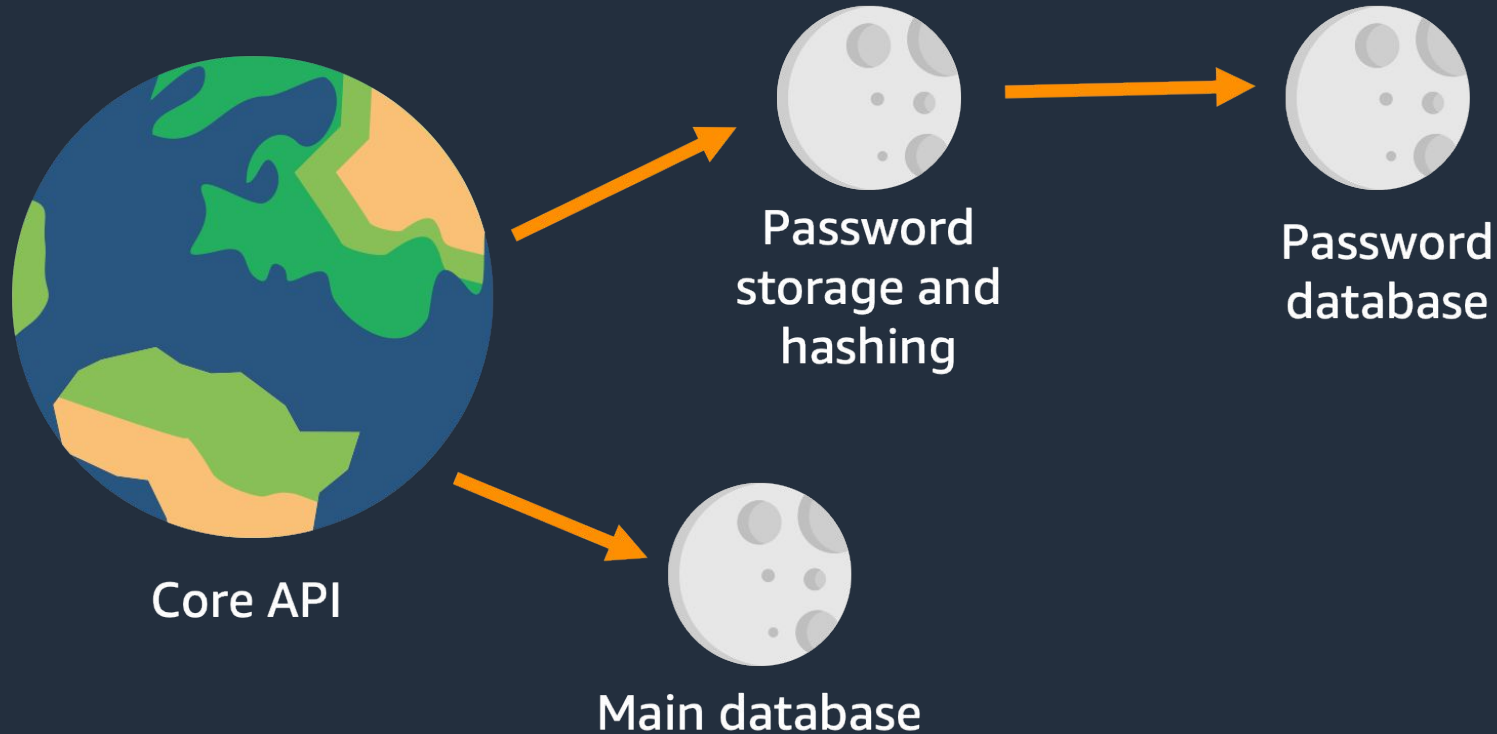 Password
storage and
hashing
Password
database
Core API
Main database